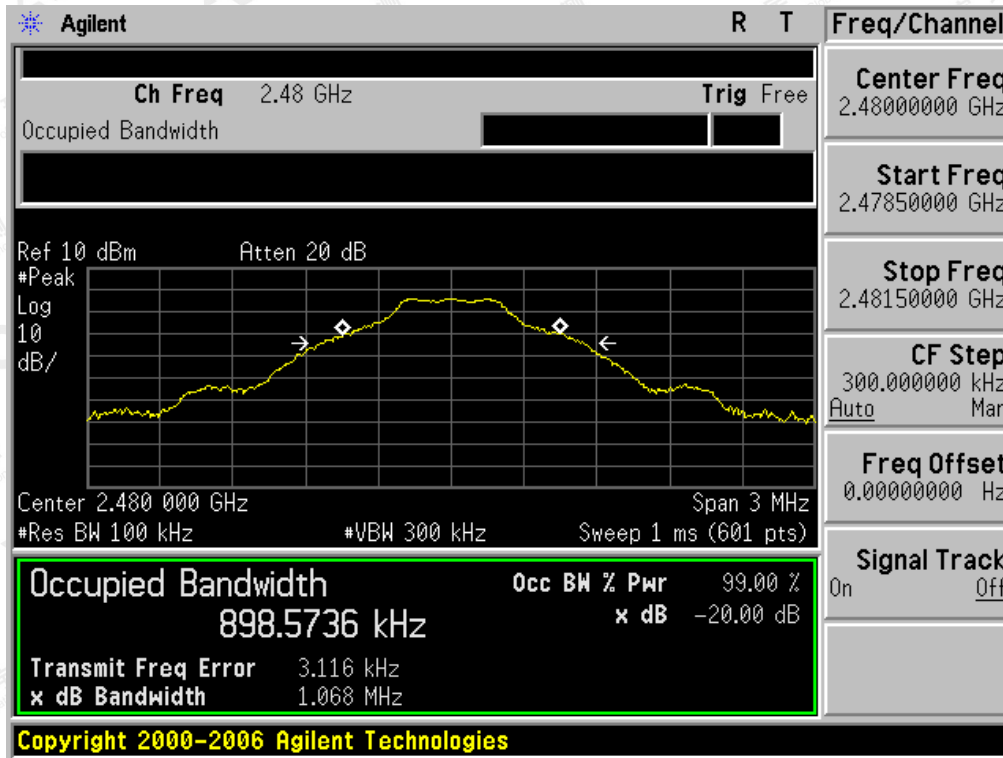 Agilent R T
Freq/Channel
Ch Freq 2.48 GHz Trig Free
Occupied Bandwidth
Center Freq
2.48000000 GHz
Start Freq
2.47850000 GHz
Stop Freq
2.48150000 GHz
CF Step
300.000000 kHz
Auto Man
Freq Offset
0.00000000 Hz
Signal Track
On Off
Ref 10 dBm Atten 20 dB
#Peak
Log
10
dB/
Center 2.480 000 GHz Span 3 MHz
#Res BW 100 kHz #VBW 300 kHz Sweep 1 ms (601 pts)
Occupied Bandwidth
898.5736 kHz
Occ BW % Pwr 99.00 %
x dB -20.00 dB
Transmit Freq Error 3.116 kHz
x dB Bandwidth 1.068 MHz
Copyright 2000-2006 Agilent Technologies